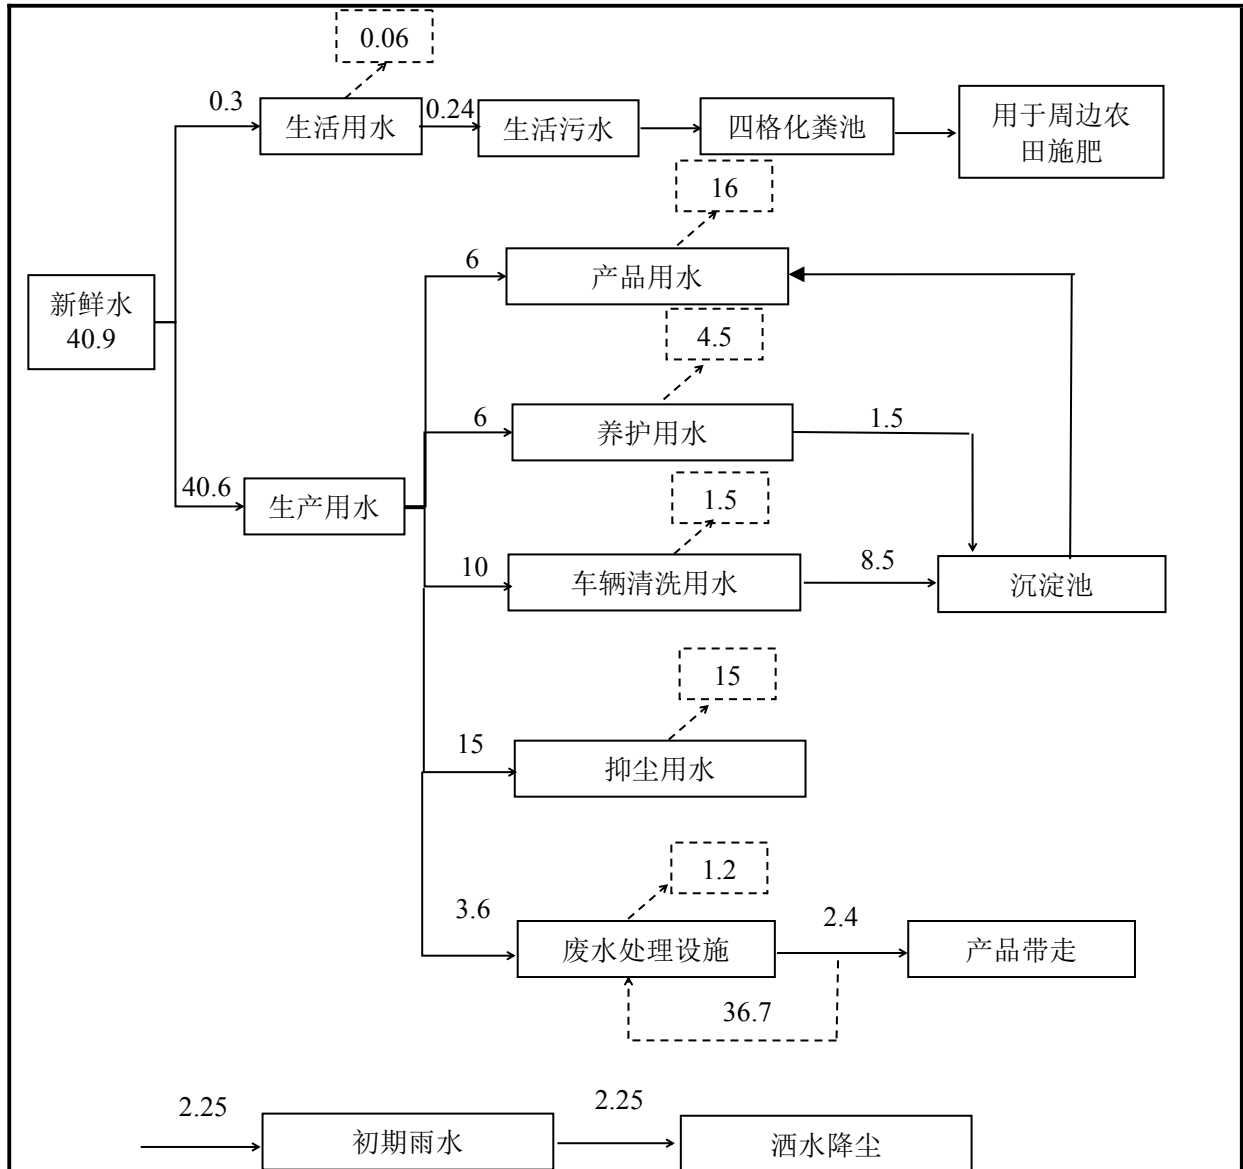 0.06
0.3
生活用水
0.24
生活污水
四格化粪池
用于周边农
田施肥
16
6
产品用水
新鲜水
40.9
4.5
6
养护用水
1.5
40.6
生产用水
1.5
10
车辆清洗用水
8.5
沉淀池
15
15
抑尘用水
1.2
3.6
废水处理设施
2.4
产品带走
36.7
2.25
初期雨水
2.25
洒水降尘